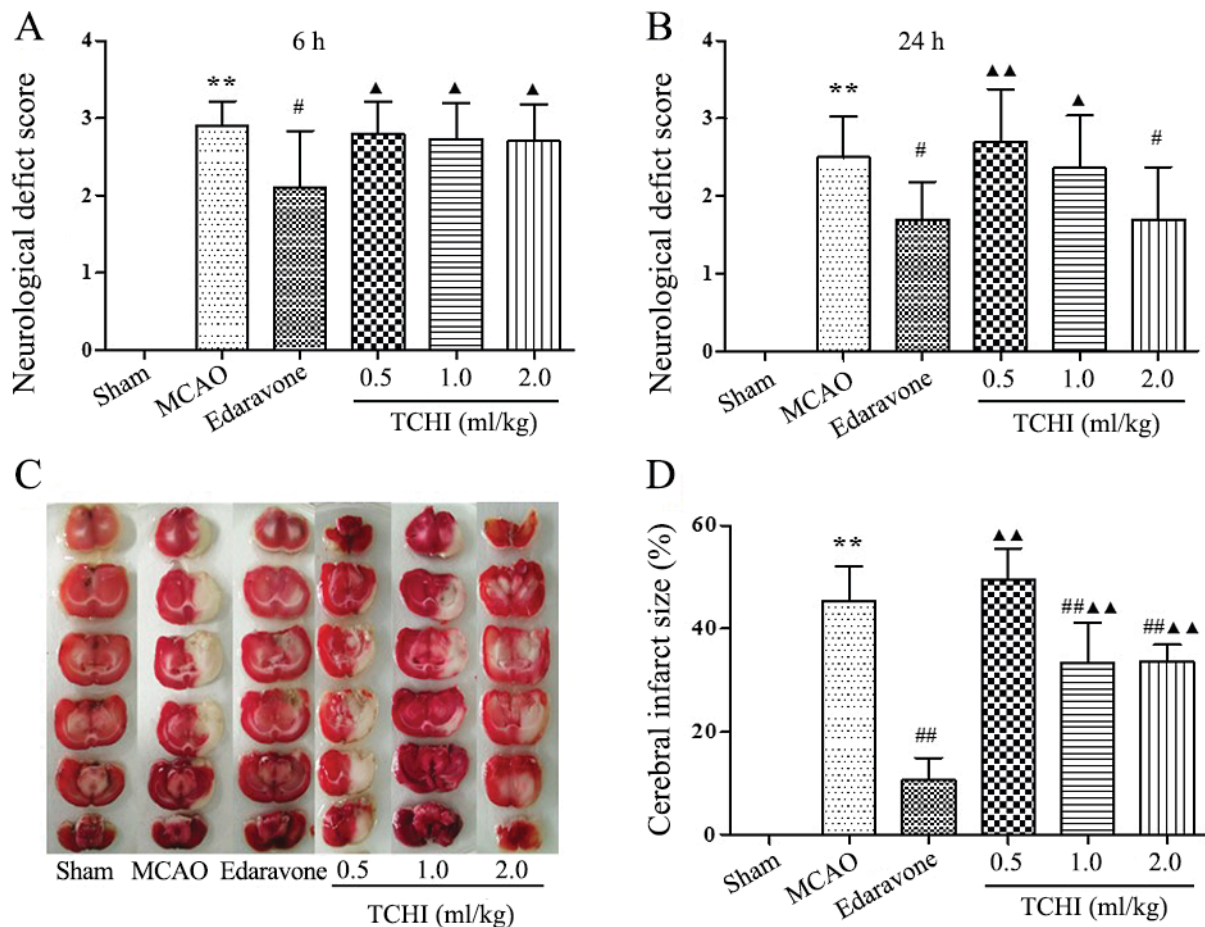 A
6 h
Neurological defict score
4
3
2
1
0
** # ▲ ▲ ▲
Sham MCAO Edaravone 0.5 1.0 2.0
TCHI (ml/kg)
B
24 h
Neurological defict score
4
3
2
1
0
** # ▲▲ ▲ #
Sham MCAO Edaravone 0.5 1.0 2.0
TCHI (ml/kg)
C
Sham MCAO Edaravone 0.5 1.0 2.0
TCHI (ml/kg)
D
Cerebral infarct size (%)
60
40
20
0
** ## ▲▲ ##▲▲ ##▲▲
Sham MCAO Edaravone 0.5 1.0 2.0
TCHI (ml/kg)